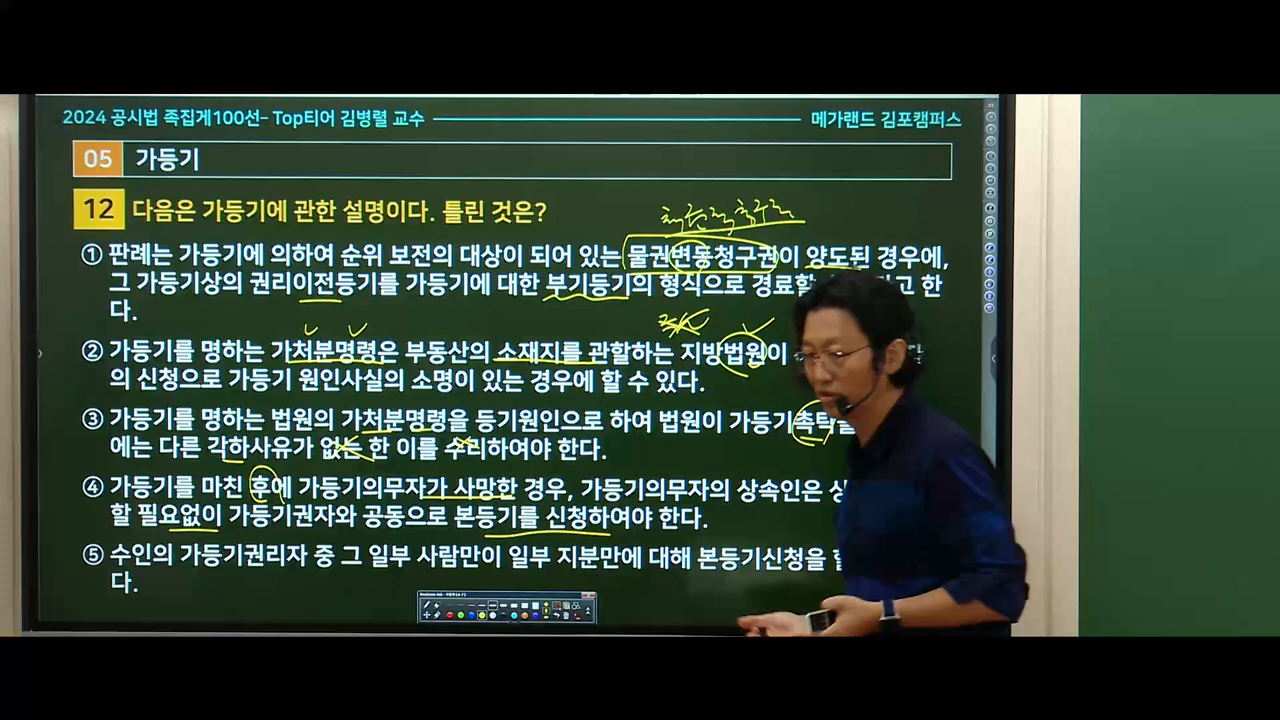 2024 공시법 족집게100선– Top티어 김병렬 교수
메가랜드 김포캠퍼스
05 가등기
12 다음은 가등기에 관한 설명이다. 틀린 것은?
① 판례는 가등기에 의하여 순위 보전의 대상이 되어 있는 물권변동청구권이 양도된 경우에,
그 가등기상의 권리이전등기를 가등기에 대한 부기등기의 형식으로 경료할 고 한
다.
② 가등기를 명하는 가처분명령은 부동산의 소재지를 관할하는 지방법원이
의 신청으로 가등기 원인사실의 소명이 있는 경우에 할 수 있다.
③ 가등기를 명하는 법원의 가처분명령을 등기원인으로 하여 법원이 가등기촉탁을
에는 다른 각하사유가 없는 한 이를 수리하여야 한다.
④ 가등기를 마친 후에 가등기의무자가 사망한 경우, 가등기의무자의 상속인은
할 필요없이 가등기권자와 공동으로 본등기를 신청하여야 한다.
⑤ 수인의 가등기권리자 중 그 일부 사람만이 일부 지분만에 대해 본등기신청을
다.